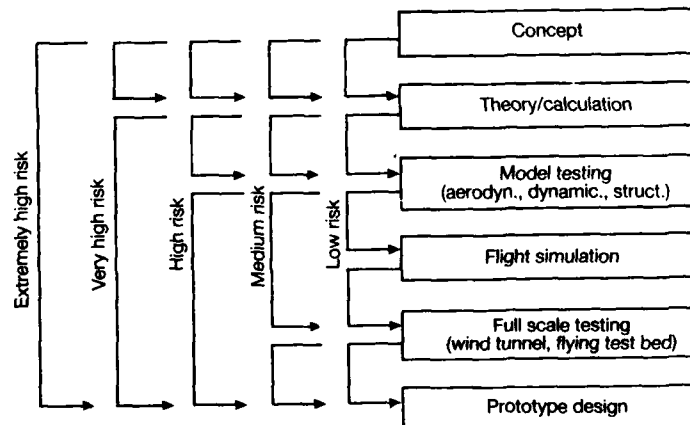 Concept
Theory/calculation
Model testing
(aerodyn., dynamic., struct.)
Flight simulation
Full scale testing
(wind tunnel, flying test bed)
Prototype design
Extremely high risk
Very high risk
High risk
Medium risk
Low risk